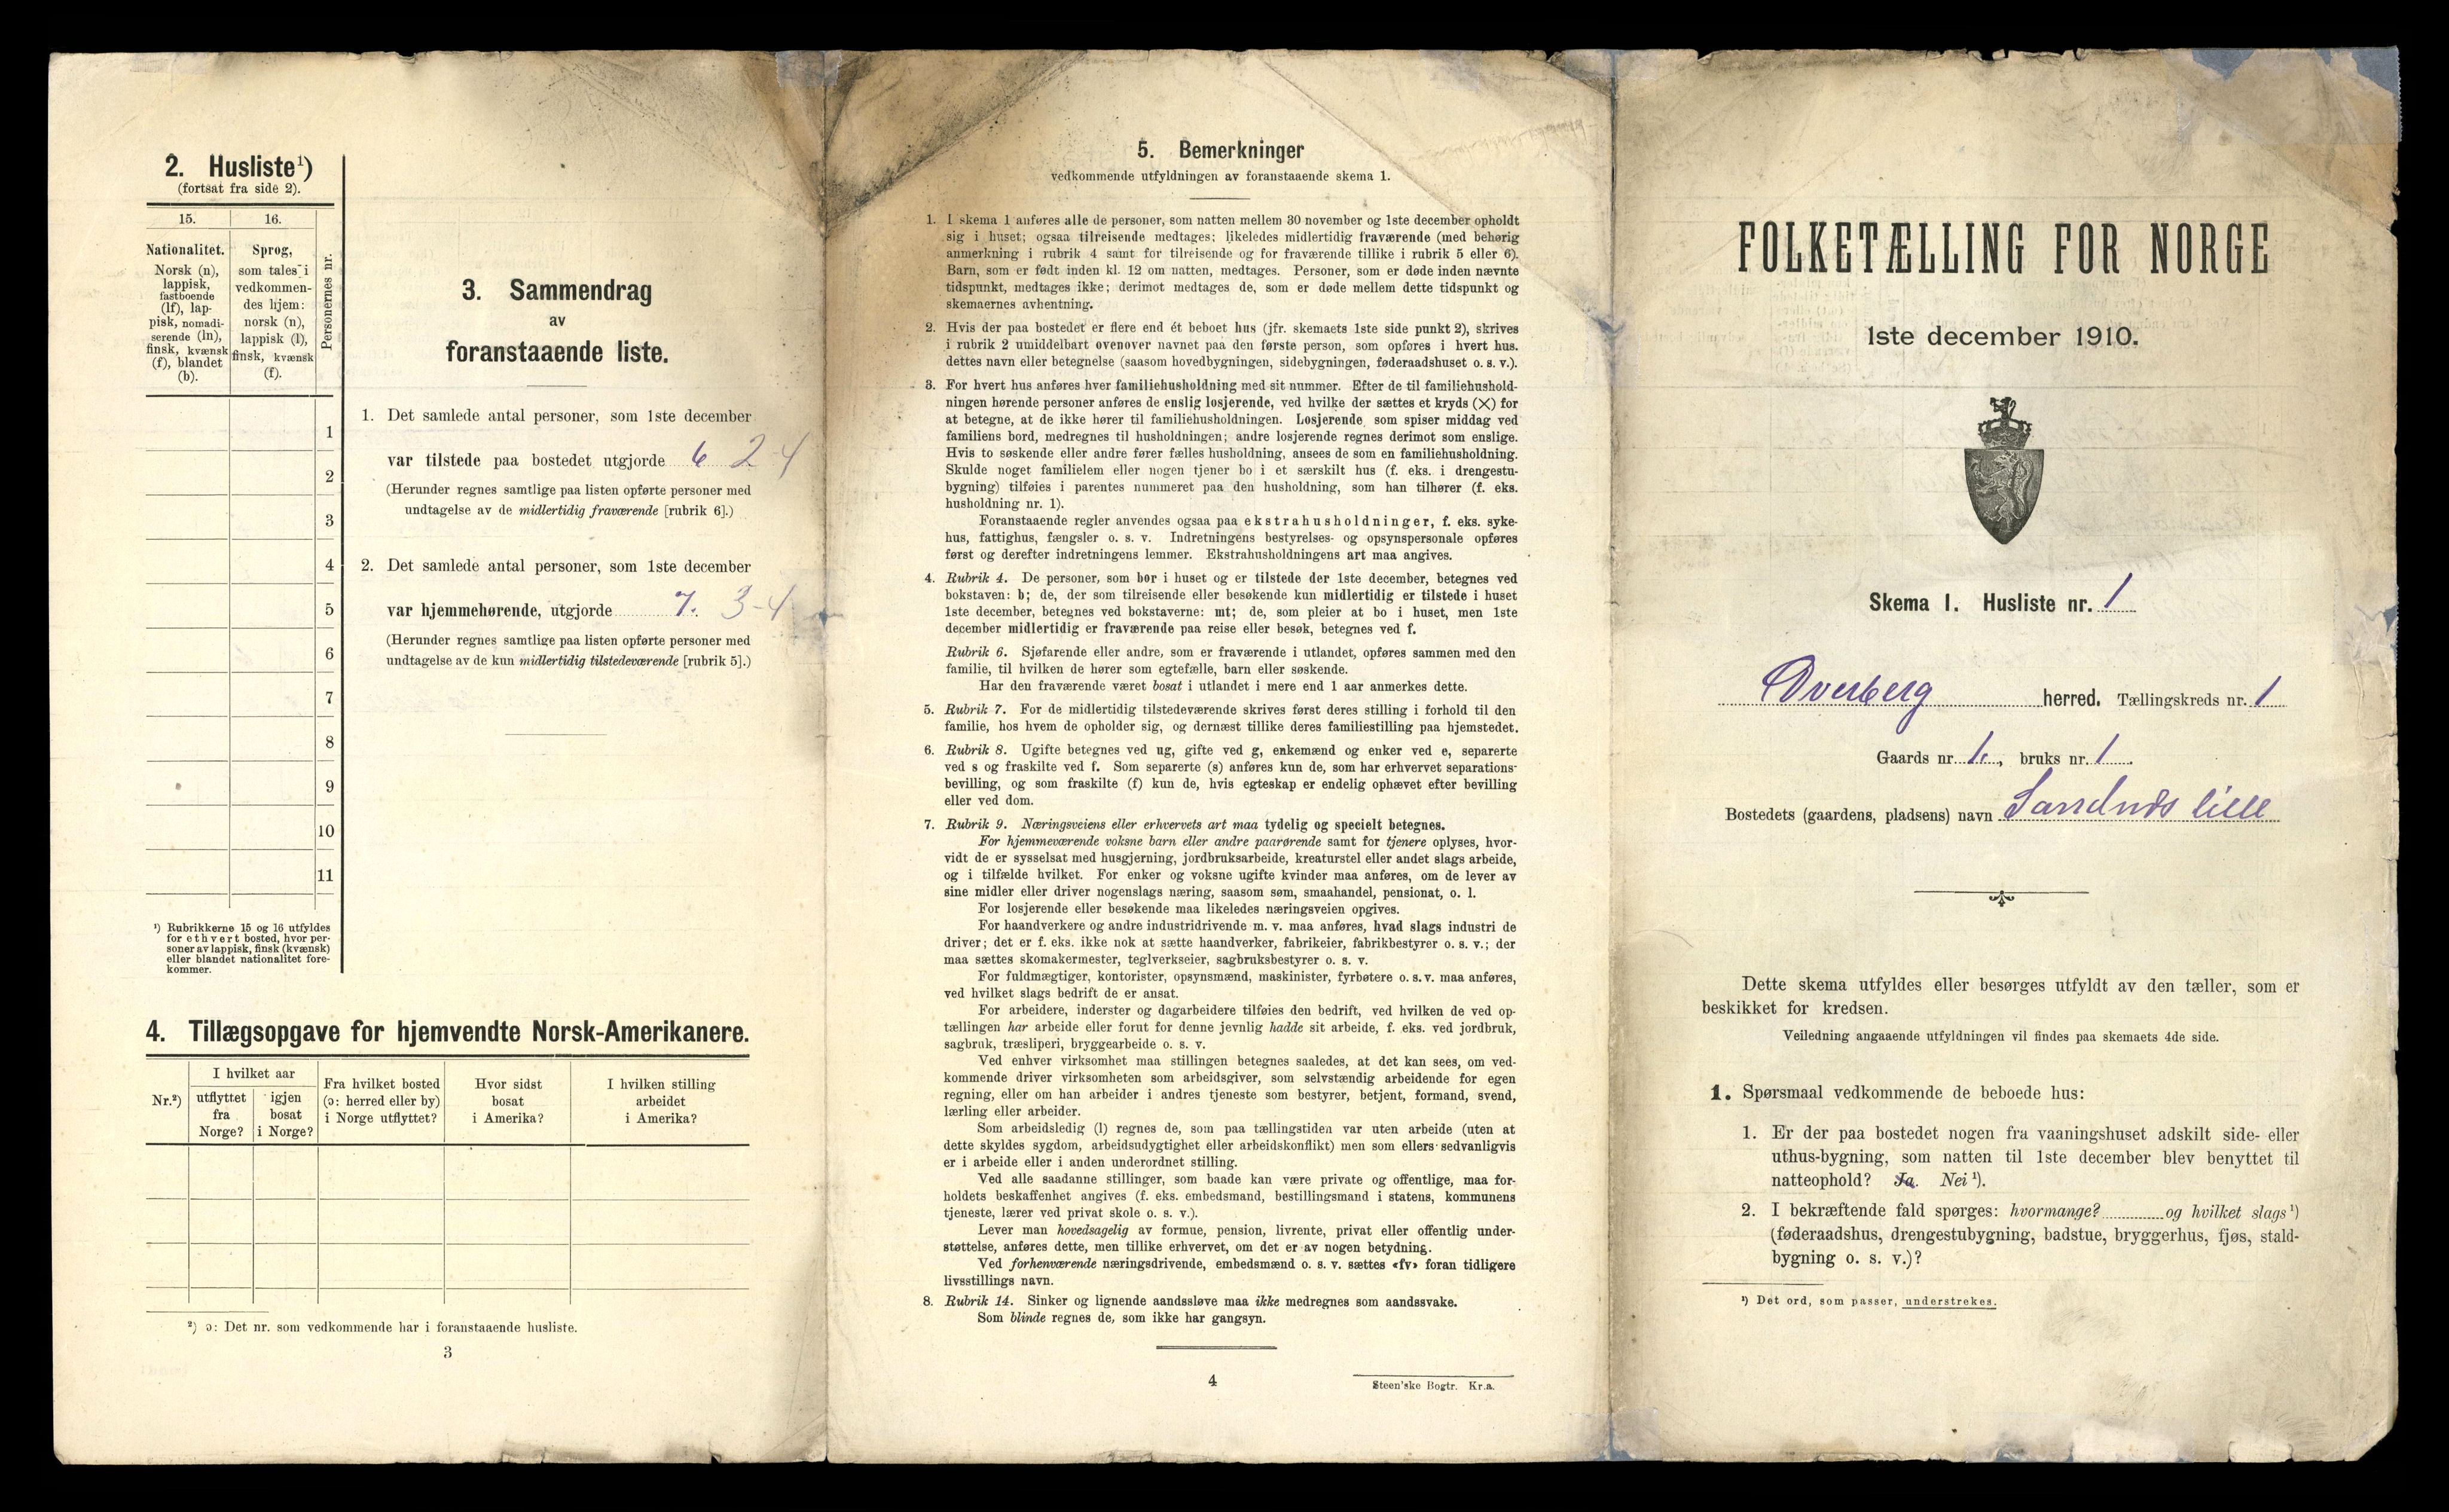 2. Husliste¹)
(fortsat fra side 2).
15.
16.
Personernes nr.
Nationalitet.
Norsk (n),
lappisk,
fastboende
(lf), lap-
pisk, nomadi-
serende (ln),
finsk, kvænsk
(f), blandet
(b).
Sprog,
som tales i
vedkommen-
des hjem:
norsk (n),
lappisk (l),
finsk, kvænsk
(f).
1
2
3
4
5
6
7
8
9
10
11
¹) Rubrikkerne 15 og 16 utfyldes
for ethvert bosted, hvor per-
soner av lappisk, finsk (kvænsk)
eller blandet nationalitet fore-
kommer.
3. Sammendrag
av
foranstaaende liste.
1. Det samlede antal personer, som 1ste december
var tilstede paa bostedet utgjorde 6 2-4
(Herunder regnes samtlige paa listen opførte personer med
undtagelse av de midlertidig fraværende [rubrik 6].)
2. Det samlede antal personer, som 1ste december
var hjemmehørende, utgjorde 7. 3-4
(Herunder regnes samtlige paa listen opførte personer med
undtagelse av de kun midlertidig tilstedeværende [rubrik 5].)
4. Tillægsopgave for hjemvendte Norsk-Amerikanere.
Nr.²)
I hvilket aar
utflyttet
fra
Norge?
igjen
bosat
i Norge?
Fra hvilket bosted
(ɔ: herred eller by)
i Norge utflyttet?
Hvor sidst
bosat
i Amerika?
I hvilken stilling
arbeidet
i Amerika?
²) ɔ: Det nr. som vedkommende har i foranstaaende husliste.
3
5. Bemerkninger
vedkommende utfyldningen av foranstaaende skema 1.
1. I skema 1 anføres alle de personer, som natten mellem 30 november og 1ste december opholdt
sig i huset; ogsaa tilreisende medtages; likeledes midlertidig fraværende (med behørig
anmerkning i rubrik 4 samt for tilreisende og for fraværende tillike i rubrik 5 eller 6).
Barn, som er født inden kl. 12 om natten, medtages. Personer, som er døde inden nævnte
tidspunkt, medtages ikke; derimot medtages de, som er døde mellem dette tidspunkt og
skemaernes avhentning.
2. Hvis der paa bostedet er flere end ét beboet hus (jfr. skemaets 1ste side punkt 2), skrives
i rubrik 2 umiddelbart ovenover navnet paa den første person, som opføres i hvert hus.
dettes navn eller betegnelse (saasom hovedbygningen, sidebygningen, føderaadshuset o. s. v.).
3. For hvert hus anføres hver familiehusholdning med sit nummer. Efter de til familiehushold-
ningen hørende personer anføres de enslig losjerende, ved hvilke der sættes et kryds (✕) for
at betegne, at de ikke hører til familiehusholdningen. Losjerende som spiser middag ved
familiens bord, medregnes til husholdningen; andre losjerende regnes derimot som enslige.
Hvis to søskende eller andre fører fælles husholdning, ansees de som en familiehusholdning.
Skulde noget familielem eller nogen tjener bo i et særskilt hus (f. eks. i drengestu-
bygning) tilføies i parentes nummeret paa den husholdning, som han tilhører (f. eks.
husholdning nr. 1).
Foranstaaende regler anvendes ogsaa paa ekstrahusholdninger, f. eks. syke-
hus, fattighus, fængsler o. s. v. Indretningens bestyrelses- og opsynspersonale opføres
først og derefter indretningens lemmer. Ekstrahusholdningens art maa angives.
4. Rubrik 4. De personer, som bor i huset og er tilstede der 1ste december, betegnes ved
bokstaven: b; de, der som tilreisende eller besøkende kun midlertidig er tilstede i huset
1ste december, betegnes ved bokstaverne: mt; de, som pleier at bo i huset, men 1ste
december midlertidig er fraværende paa reise eller besøk, betegnes ved f.
Rubrik 6. Sjøfarende eller andre, som er fraværende i utlandet, opføres sammen med den
familie, til hvilken de hører som egtefælle, barn eller søskende.
Har den fraværende været bosat i utlandet i mere end 1 aar anmerkes dette.
5. Rubrik 7. For de midlertidig tilstedeværende skrives først deres stilling i forhold til den
familie, hos hvem de opholder sig, og dernæst tillike deres familiestilling paa hjemstedet.
6. Rubrik 8. Ugifte betegnes ved ug, gifte ved g, enkemænd og enker ved e, separerte
ved s og fraskilte ved f. Som separerte (s) anføres kun de, som har erhvervet separations-
bevilling, og som fraskilte (f) kun de, hvis egteskap er endelig ophævet efter bevilling
eller ved dom.
7. Rubrik 9. Næringsveiens eller erhvervets art maa tydelig og specielt betegnes.
For hjemmeværende voksne barn eller andre paarørende samt for tjenere oplyses, hvor-
vidt de er sysselsat med husgjerning, jordbruksarbeide, kreaturstel eller andet slags arbeide,
og i tilfælde hvilket. For enker og voksne ugifte kvinder maa anføres, om de lever av
sine midler eller driver nogenslags næring, saasom søm, smaahandel, pensionat, o. l.
For losjerende eller besøkende maa likeledes næringsveien opgives.
For haandverkere og andre industridrivende m. v. maa anføres, hvad slags industri de
driver; det er f. eks. ikke nok at sætte haandverker, fabrikeier, fabrikbestyrer o. s. v.; der
maa sættes skomakermester, teglverkseier, sagbruksbestyrer o. s. v.
For fuldmægtiger, kontorister, opsynsmænd, maskinister, fyrbøtere o. s. v. maa anføres,
ved hvilket slags bedrift de er ansat.
For arbeidere, inderster og dagarbeidere tilføies den bedrift, ved hvilken de ved op-
tællingen har arbeide eller forut for denne jevnlig hadde sit arbeide, f. eks. ved jordbruk,
sagbruk, træsliperi, bryggearbeide o. s. v.
Ved enhver virksomhet maa stillingen betegnes saaledes, at det kan sees, om ved-
kommende driver virksomheten som arbeidsgiver, som selvstændig arbeidende for egen
regning, eller om han arbeider i andres tjeneste som bestyrer, betjent, formand, svend,
lærling eller arbeider.
Som arbeidsledig (l) regnes de, som paa tællingstiden var uten arbeide (uten at
dette skyldes sygdom, arbeidsudygtighet eller arbeidskonflikt) men som ellers sedvanligvis
er i arbeide eller i anden underordnet stilling.
Ved alle saadanne stillinger, som baade kan være private og offentlige, maa for-
holdets beskaffenhet angives (f. eks. embedsmand, bestillingsmand i statens, kommunens
tjeneste, lærer ved privat skole o. s. v.).
Lever man hovedsagelig av formue, pension, livrente, privat eller offentlig under-
støttelse, anføres dette, men tillike erhvervet, om det er av nogen betydning.
Ved forhenværende næringsdrivende, embedsmænd o. s. v. sættes «fv» foran tidligere
livsstillings navn.
8. Rubrik 14. Sinker og lignende aandssløve maa ikke medregnes som aandssvake.
Som blinde regnes de, som ikke har gangsyn.
4
Steen'ske Bogtr. Kr.a.
FOLKETÆLLING FOR NORGE
1ste december 1910.
Skema 1. Husliste nr. 1
Øverberg herred. Tællingskreds nr. 1
Gaards nr. 1., bruks nr. 1.
Bostedets (gaardens, pladsens) navn Sandnæs lille
Dette skema utfyldes eller besørges utfyldt av den tæller, som er
beskikket for kredsen.
Veiledning angaaende utfyldningen vil findes paa skemaets 4de side.
1. Spørsmaal vedkommende de beboede hus:
1. Er der paa bostedet nogen fra vaaningshuset adskilt side- eller
uthus-bygning, som natten til 1ste december blev benyttet til
natteophold? Ja. Nei ¹).
2. I bekræftende fald spørges: hvormange? og hvilket slags ¹)
(føderaadshus, drengestubygning, badstue, bryggerhus, fjøs, stald-
bygning o. s. v.)?
¹) Det ord, som passer, understrekes.